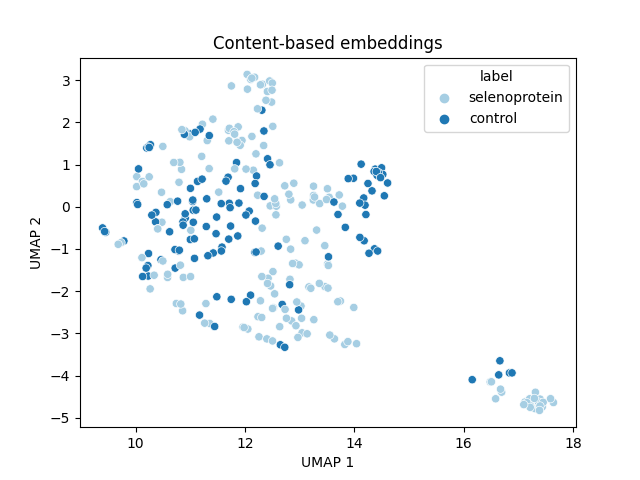 Content-based embeddings
label
selenoprotein
control
UMAP 2
3
2
1
0
−1
−2
−3
−4
−5
10
12
14
16
18
UMAP 1